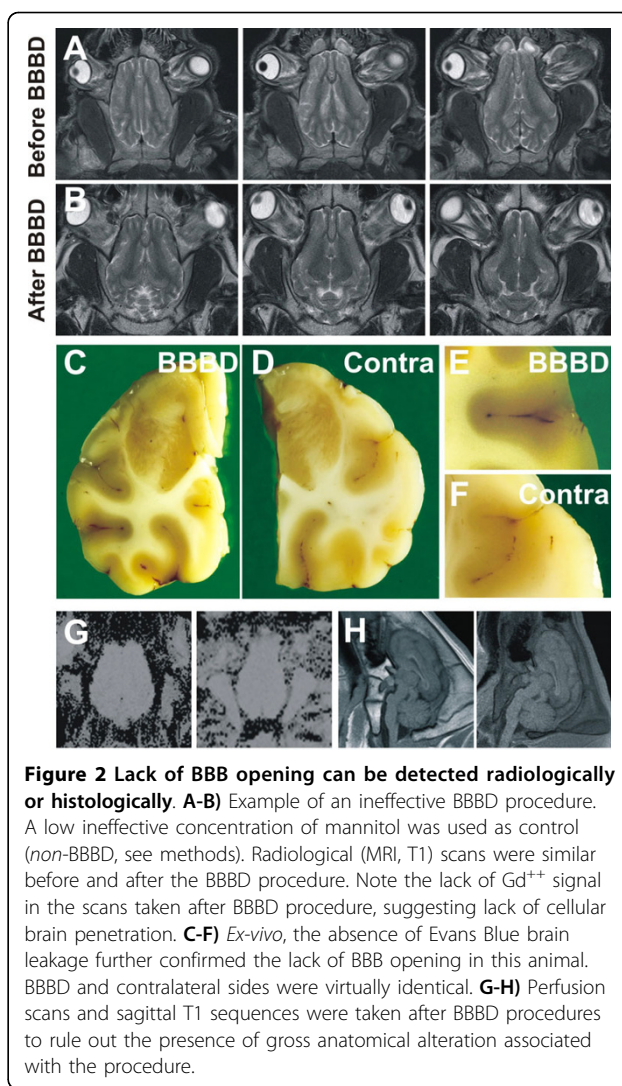 A
Before BBBD
B
After BBBD
C
BBBD
D
Contra
E
BBBD
F
Contra
G
H
Figure 2 Lack of BBB opening can be detected radiologically
or histologically. A-B) Example of an ineffective BBBD procedure.
A low ineffective concentration of mannitol was used as control
(non-BBBD, see methods). Radiological (MRI, T1) scans were similar
before and after the BBBD procedure. Note the lack of Gd++ signal
in the scans taken after BBBD procedure, suggesting lack of cellular
brain penetration. C-F) Ex-vivo, the absence of Evans Blue brain
leakage further confirmed the lack of BBB opening in this animal.
BBBD and contralateral sides were virtually identical. G-H) Perfusion
scans and sagittal T1 sequences were taken after BBBD procedures
to rule out the presence of gross anatomical alteration associated
with the procedure.